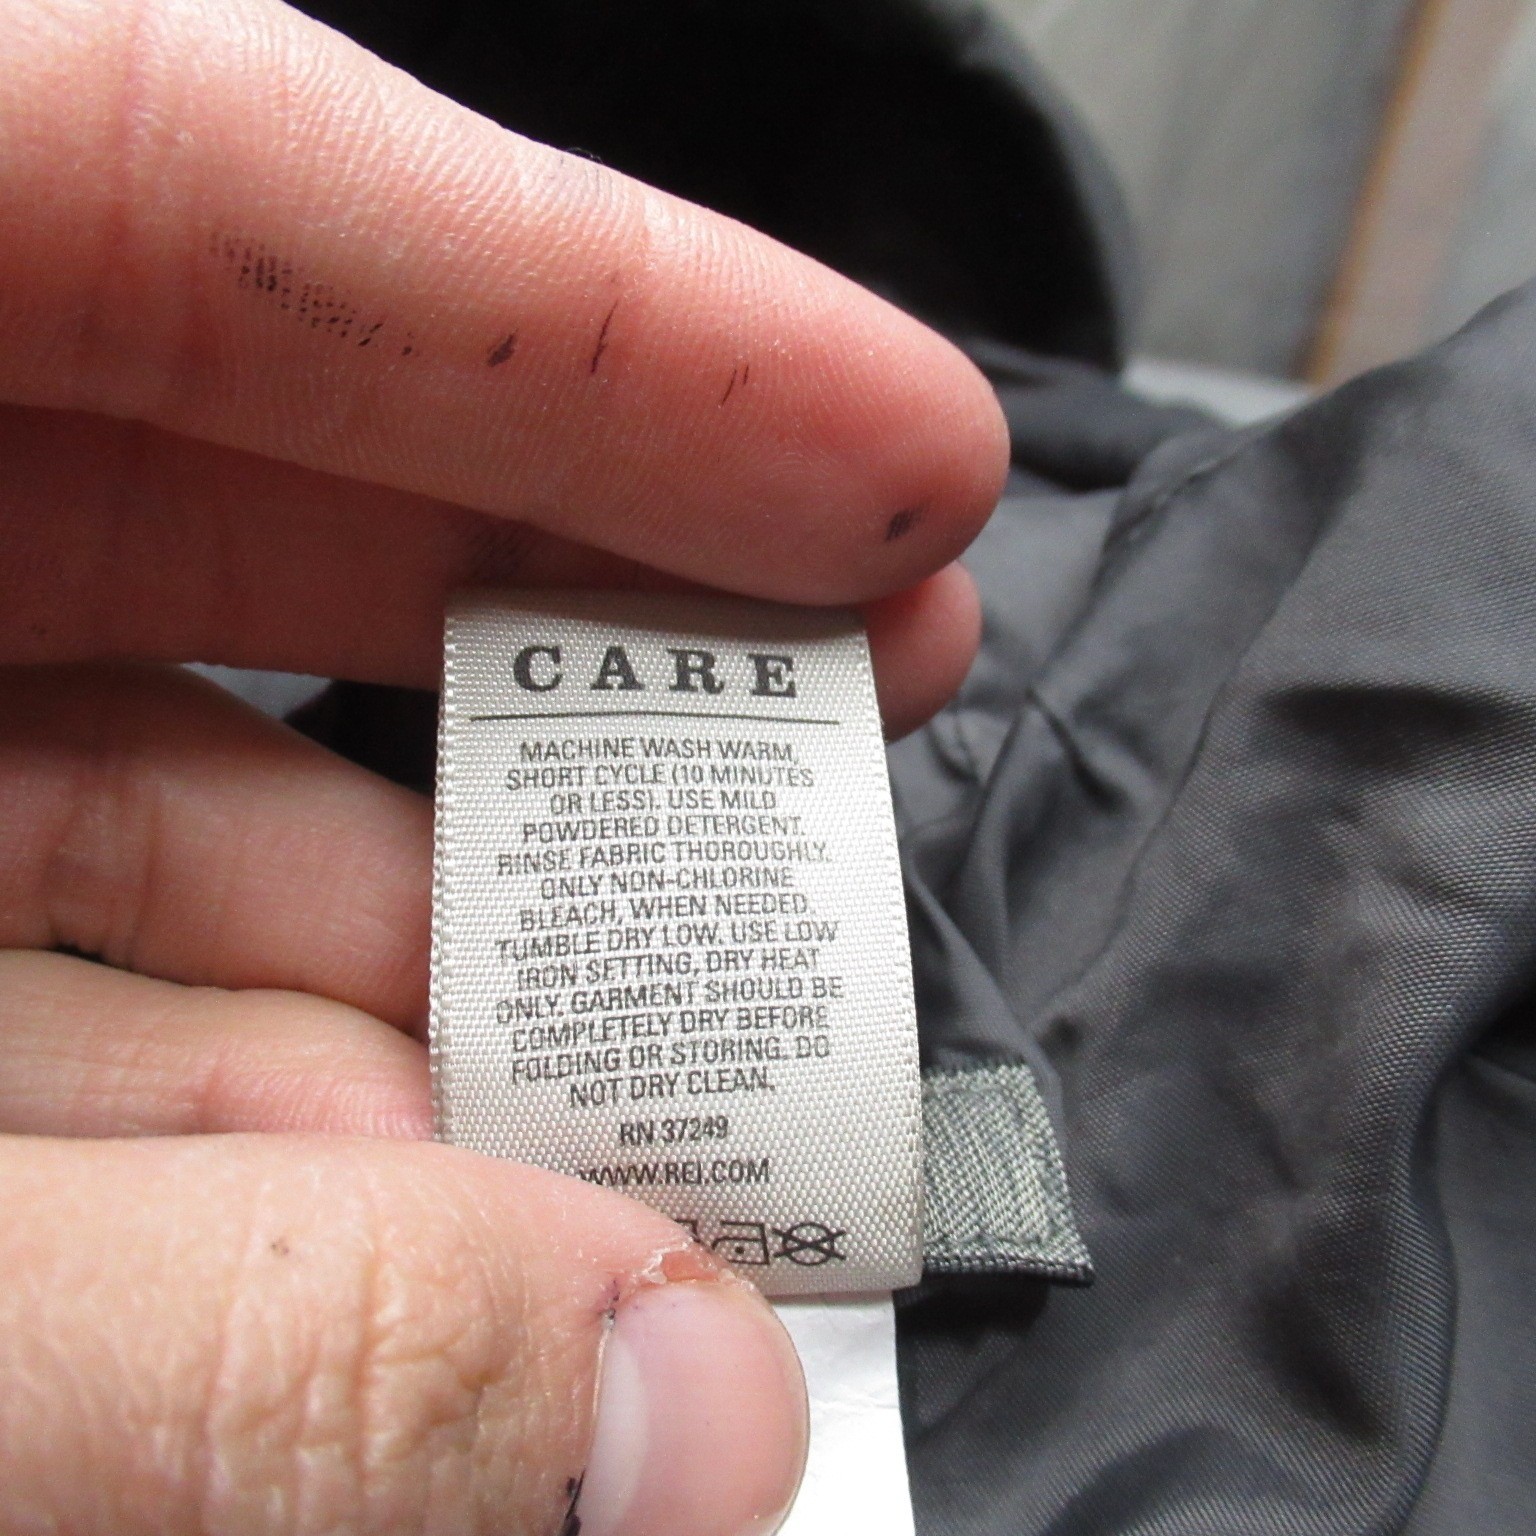 CARE
MACHINE WASH WARM,
SHORT CYCLE (10 MINUTES
OR LESS). USE MILD
POWDERED DETERGENT.
RINSE FABRIC THOROUGHLY.
ONLY NON-CHLORINE
BLEACH, WHEN NEEDED.
TUMBLE DRY LOW. USE LOW
IRON SETTING, DRY HEAT
ONLY. GARMENT SHOULD BE
COMPLETELY DRY BEFORE
FOLDING OR STORING. DO
NOT DRY CLEAN.
RN 37249
WWW.REI.COM